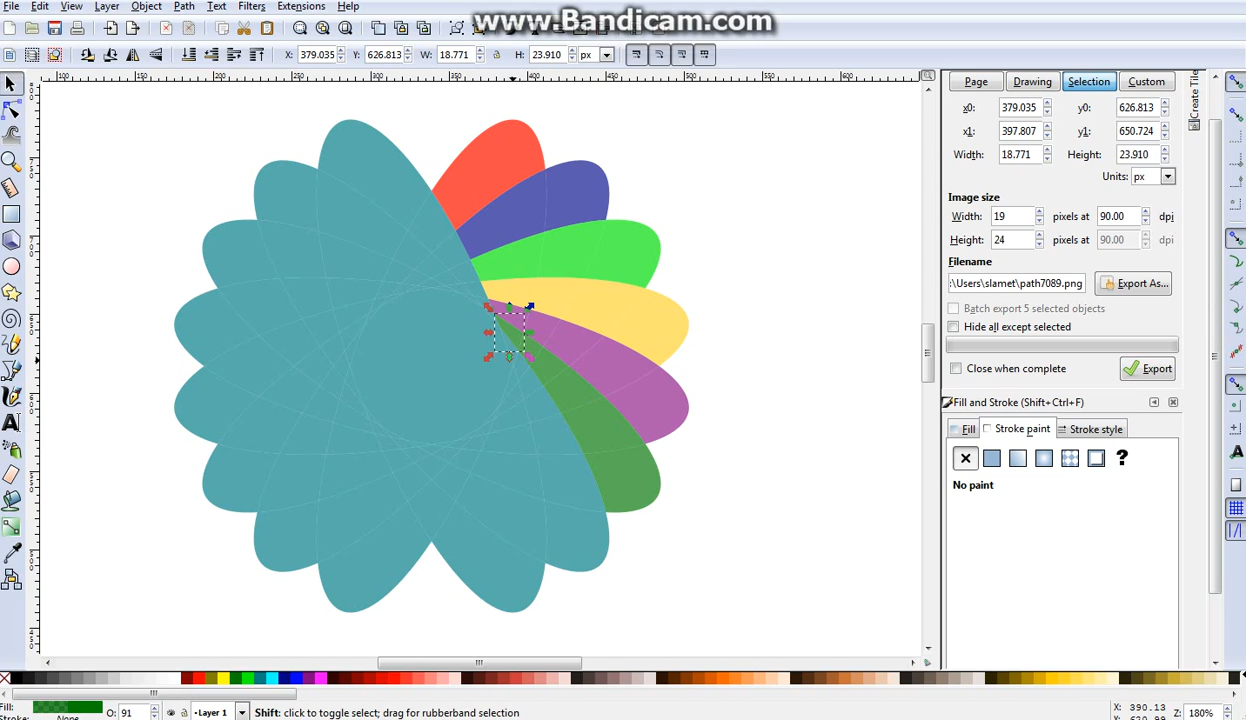 File Edit View Layer Object Path Text Filters Extensions Help
www.Bandicam.com
X: 379.035 Y: 626.813 W: 18.771 H: 23.910 px
Page Drawing Selection Custom
x0: 379.035 y0: 626.813
x1: 397.807 y1: 650.724
Width: 18.771 Height: 23.910
Units: px
Image size
Width: 19 pixels at 90.00 dpi
Height: 24 pixels at 90.00 dpi
Filename
:\Users\slamet\path7089.png Export As...
Batch export 5 selected objects
Hide all except selected
Close when complete Export
Create Tile
Fill and Stroke (Shift+Ctrl+F)
Fill Stroke paint Stroke style
?
No paint
Fill:
Stroke: None
O: 91
Layer 1
Shift: click to toggle select; drag for rubberband selection
X: 390.13
Y:
Z: 180%